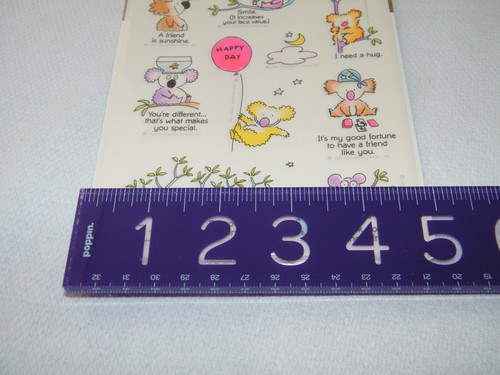 A friend
is sunshine.
Smile.
(It increases
your face value.)
I need a hug.
HAPPY
DAY
You're different...
that's what makes
you special.
It's my good fortune
to have a friend
like you.
poppin.
1 2 3 4 5
32 31 30 29 28 27 26 25 24 23 22 21 20 19